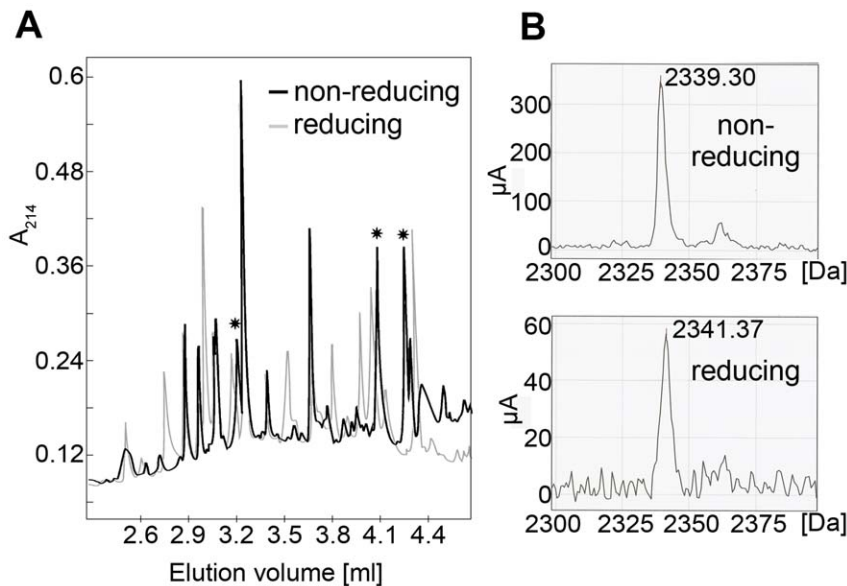 A
0.6
0.48
0.36
0.24
0.12
A214
non-reducing
reducing
* * *
2.6 2.9 3.2 3.5 3.8 4.1 4.4
Elution volume [ml]
B
2339.30
non-
reducing
300
200
100
0
µA
2300 2325 2350 2375 [Da]
2341.37
reducing
60
40
20
0
µA
2300 2325 2350 2375 [Da]